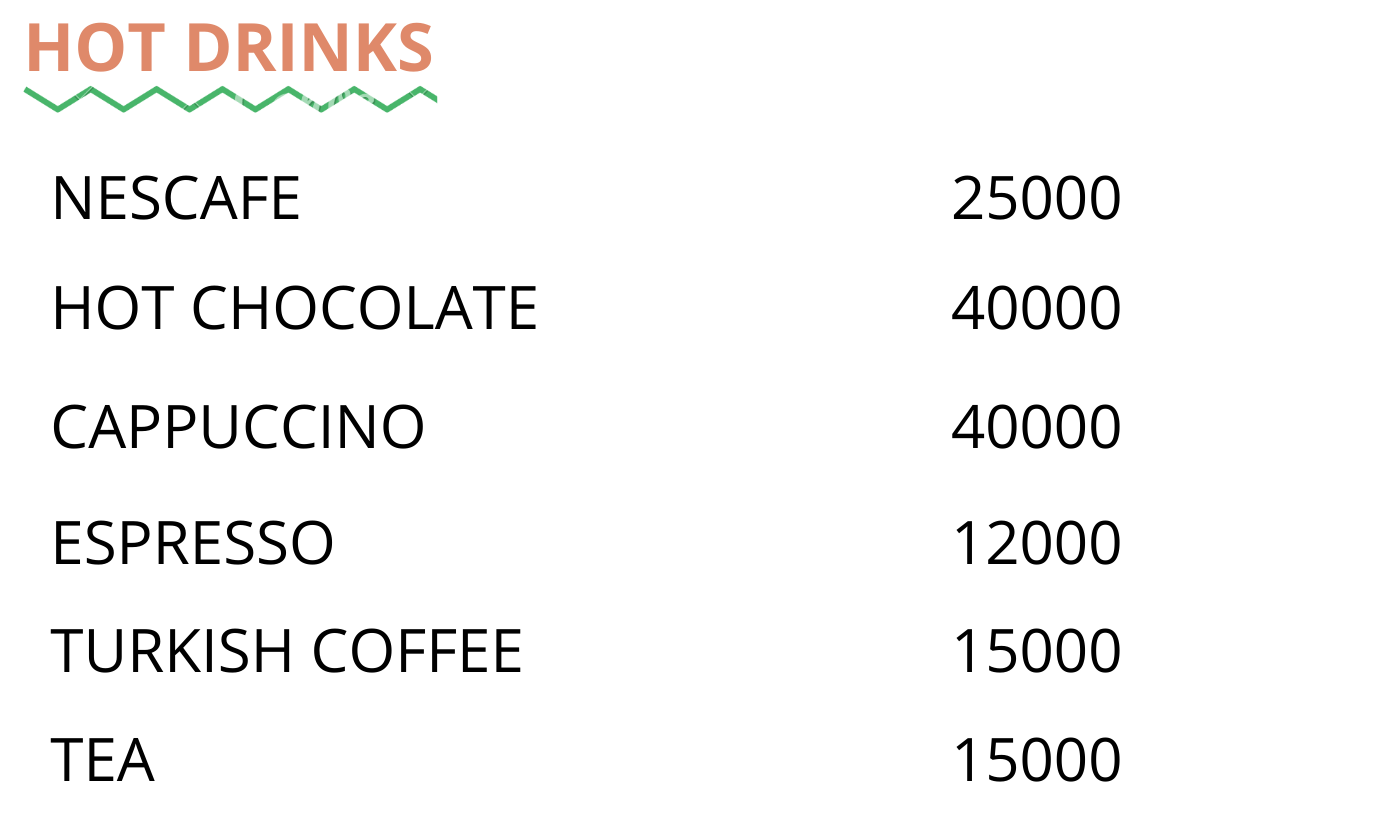 HOT DRINKS
NESCAFE 25000
HOT CHOCOLATE 40000
CAPPUCCINO 40000
ESPRESSO 12000
TURKISH COFFEE 15000
TEA 15000